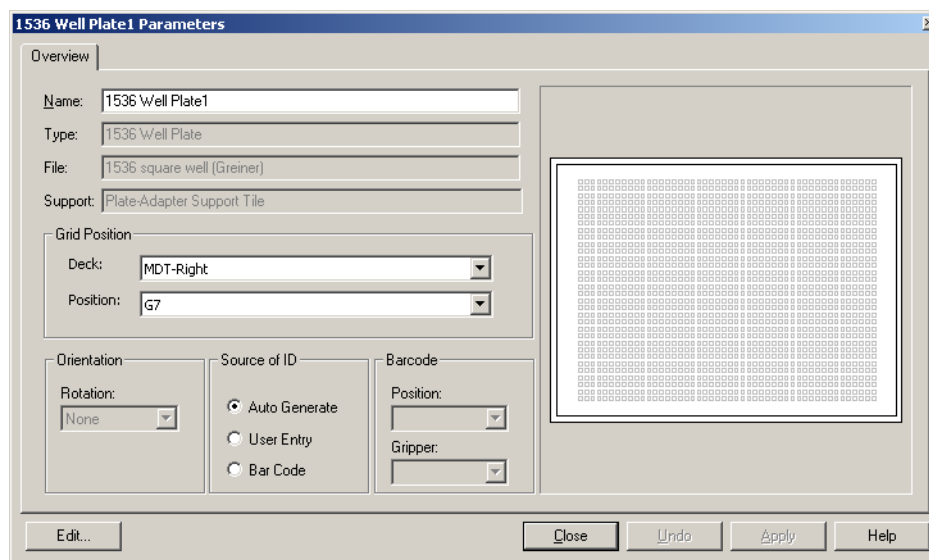 1536 Well Plate1 Parameters
Overview
Name: 1536 Well Plate1
Type: 1536 Well Plate
File: 1536 square well (Greiner)
Support: Plate-Adapter Support Tile
Grid Position
Deck: MDT-Right
Position: G7
Orientation
Rotation:
None
Source of ID
Auto Generate
User Entry
Bar Code
Barcode
Position:
Gripper:
Edit... Close Undo Apply Help